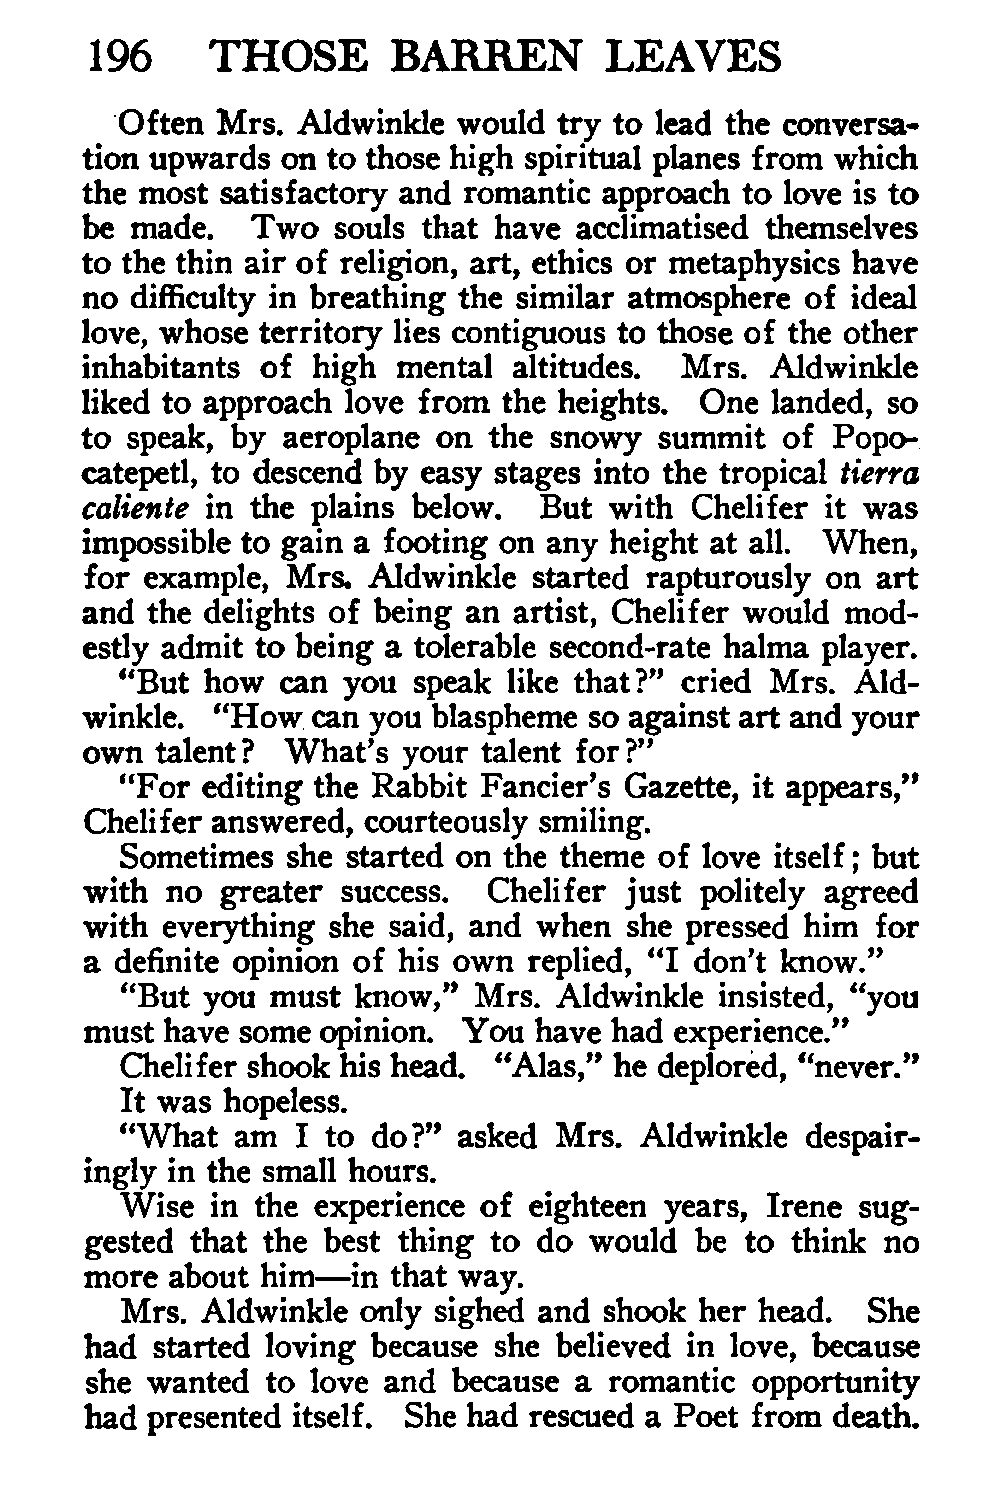 196 THOSE BARREN LEAVES
Often Mrs. Aldwinkle would try to lead the conversa-
tion upwards on to those high spiritual planes from which
the most satisfactory and romantic approach to love is to
be made. Two souls that have acclimatised themselves
to the thin air of religion, art, ethics or metaphysics have
no difficulty in breathing the similar atmosphere of ideal
love, whose territory lies contiguous to those of the other
inhabitants of high mental altitudes. Mrs. Aldwinkle
liked to approach love from the heights. One landed, so
to speak, by aeroplane on the snowy summit of Popo-
catepetl, to descend by easy stages into the tropical tierra
caliente in the plains below. But with Chelifer it was
impossible to gain a footing on any height at all. When,
for example, Mrs. Aldwinkle started rapturously on art
and the delights of being an artist, Chelifer would mod-
estly admit to being a tolerable second-rate halma player.
"But how can you speak like that?" cried Mrs. Ald-
winkle. "How can you blaspheme so against art and your
own talent? What's your talent for?"
"For editing the Rabbit Fancier's Gazette, it appears,"
Chelifer answered, courteously smiling.
Sometimes she started on the theme of love itself; but
with no greater success. Chelifer just politely agreed
with everything she said, and when she pressed him for
a definite opinion of his own replied, "I don't know."
"But you must know," Mrs. Aldwinkle insisted, "you
must have some opinion. You have had experience."
Chelifer shook his head. "Alas," he deplored, "never."
It was hopeless.
"What am I to do?" asked Mrs. Aldwinkle despair-
ingly in the small hours.
Wise in the experience of eighteen years, Irene sug-
gested that the best thing to do would be to think no
more about him—in that way.
Mrs. Aldwinkle only sighed and shook her head. She
had started loving because she believed in love, because
she wanted to love and because a romantic opportunity
had presented itself. She had rescued a Poet from death.